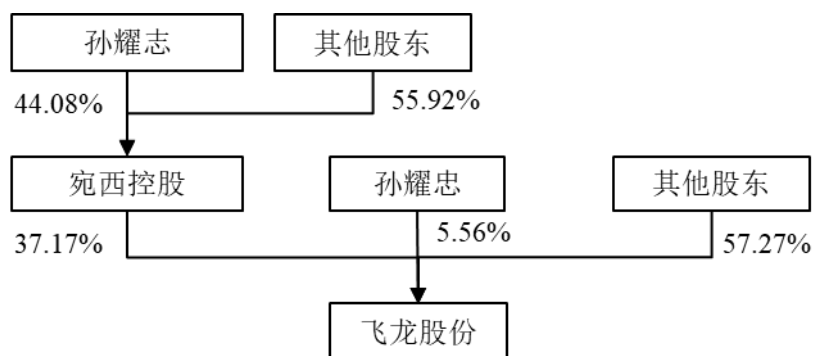 孙耀志
其他股东
44.08%
55.92%
宛西控股
孙耀忠
其他股东
37.17%
5.56%
57.27%
飞龙股份